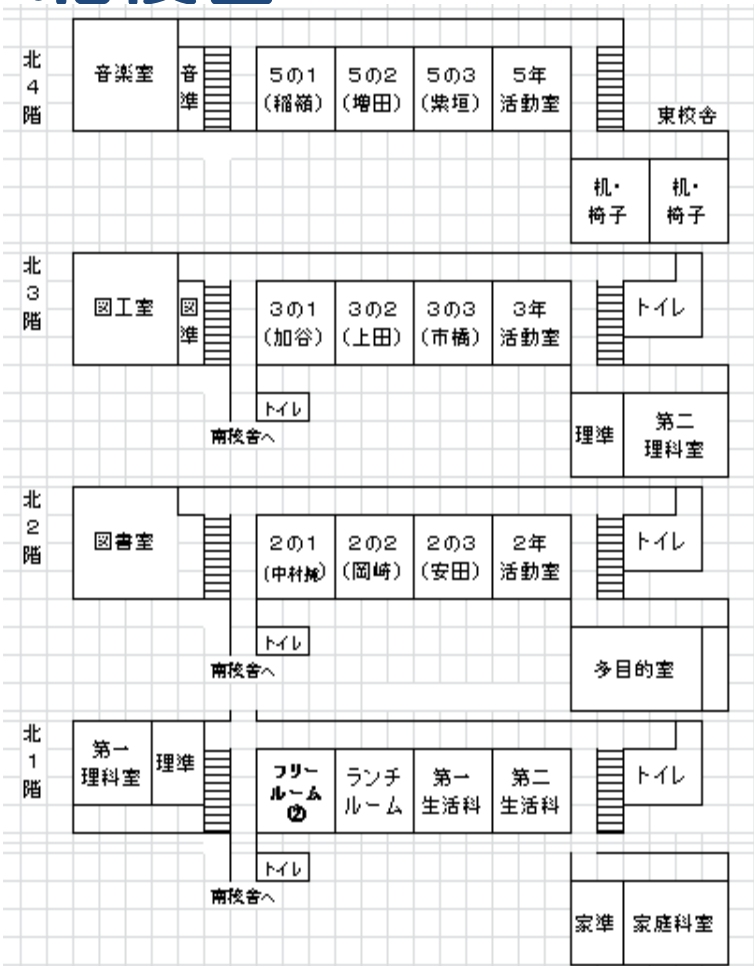 北4階
音楽室
音準
5の1
(稲嶺)
5の2
(増田)
5の3
(柴垣)
5年
活動室
東校舎
机・
椅子
机・
椅子
北3階
図工室
図準
3の1
(加谷)
3の2
(上田)
3の3
(市橋)
3年
活動室
トイレ
トイレ
南校舎へ
理準
第二
理科室
北2階
図書室
2の1
2の2
(岡崎)
2の3
(安田)
2年
活動室
トイレ
トイレ
南校舎へ
多目的室
北1階
第一
理科室
理準
フリー
ルーム
②
ランチ
ルーム
第一
生活科
第二
生活科
トイレ
トイレ
南校舎へ
家準
家庭科室